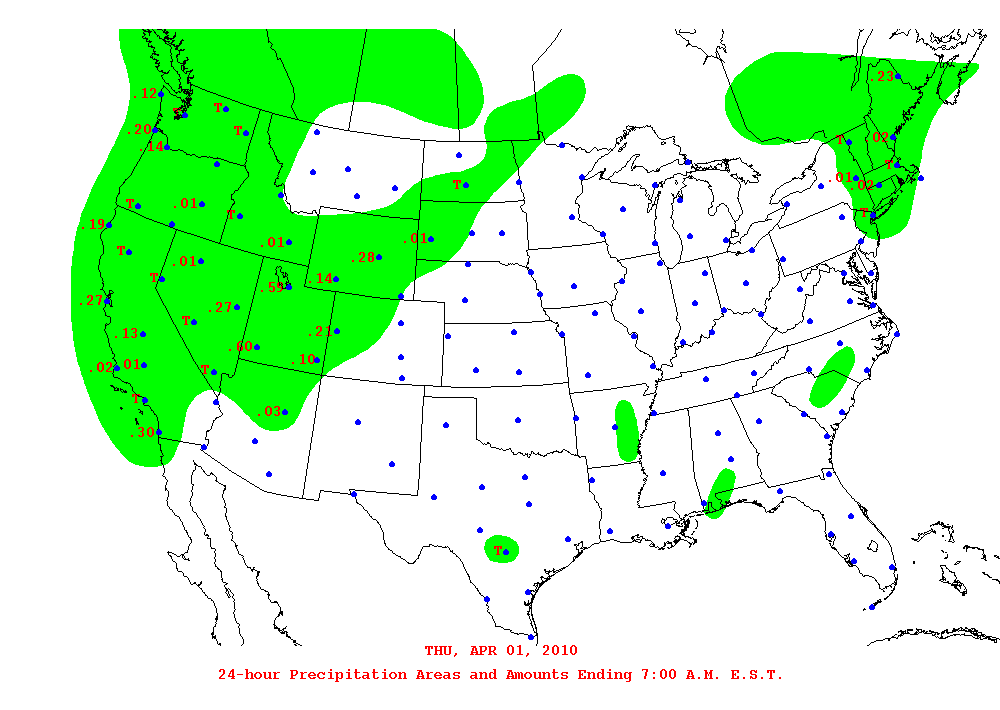 .23
.12
T
T
.20
T
T
.02
.14
T
T
.01
.02
T
.01
T
T
.19
T
.01
.01
T
.28
.01
T
.14
.59
.27
.27
T
.13
.21
.60
.10
.02
.01
T
T
.03
.30
T
THU, APR 01, 2010
24-hour Precipitation Areas and Amounts Ending 7:00 A.M. E.S.T.